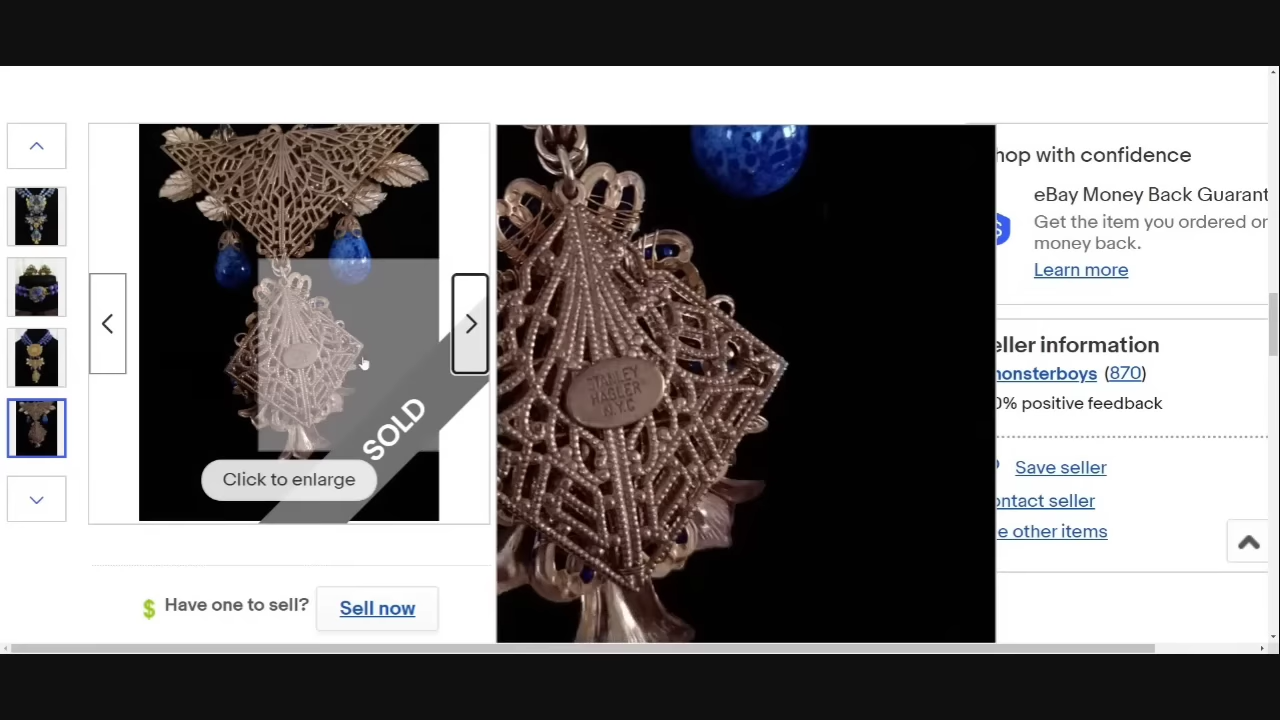 SOLD
Click to enlarge
$ Have one to sell?
Sell now
STANLEY
HAGLER
N.Y.C
hop with confidence
eBay Money Back Guarant
Get the item you ordered or
money back.
Learn more
eller information
onsterboys (870)
0% positive feedback
Save seller
ontact seller
e other items